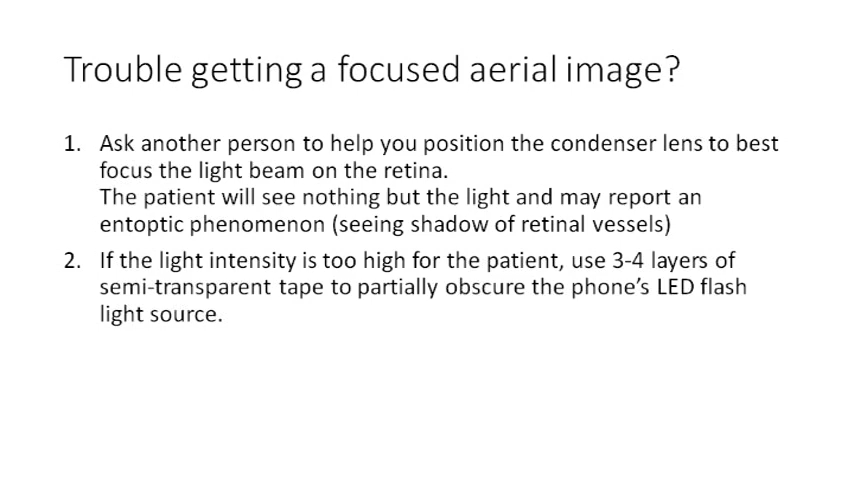 Trouble getting a focused aerial image?
1. Ask another person to help you position the condenser lens to best
focus the light beam on the retina.
The patient will see nothing but the light and may report an
entoptic phenomenon (seeing shadow of retinal vessels)
2. If the light intensity is too high for the patient, use 3-4 layers of
semi-transparent tape to partially obscure the phone’s LED flash
light source.